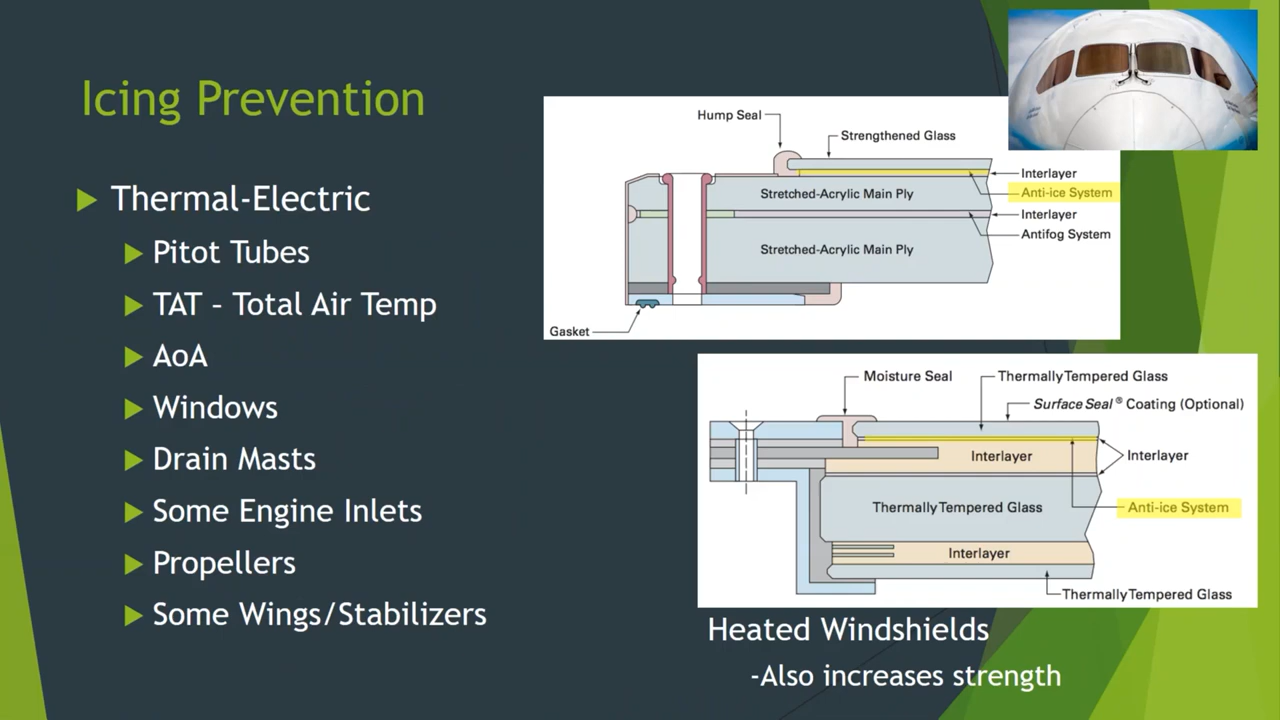 Icing Prevention
Thermal-Electric
Pitot Tubes
TAT – Total Air Temp
AoA
Windows
Drain Masts
Some Engine Inlets
Propellers
Some Wings/Stabilizers
Hump Seal
Strengthened Glass
Interlayer
Stretched-Acrylic Main Ply
Anti-ice System
Interlayer
Antifog System
Stretched-Acrylic Main Ply
Gasket
Moisture Seal
Thermally Tempered Glass
Surface Seal ® Coating (Optional)
Interlayer
Interlayer
Thermally Tempered Glass
Anti-ice System
Interlayer
Thermally Tempered Glass
Heated Windshields
-Also increases strength